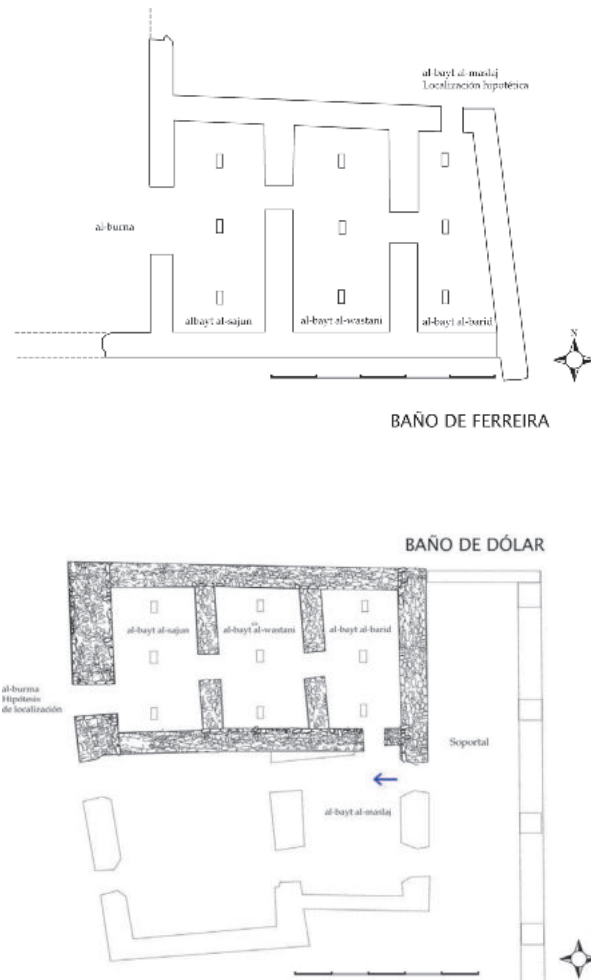 al-bayt al-maslaj
Localización hipotética
al-burna
albayt al-sajun
al-bayt al-wastani
al-bayt al-barid
N
BAÑO DE FERREIRA
BAÑO DE DÓLAR
al-bayt al-sajun
al-bayt al-wastani
al-bayt al-barid
al-burma
Hipótesis
de localización
Soportal
al-bayt al-maslaj